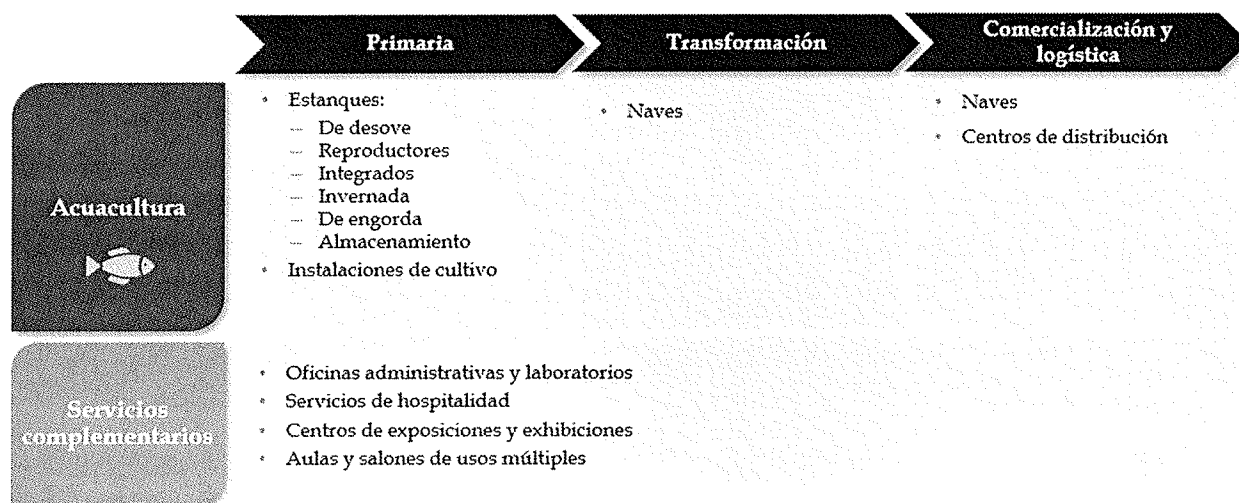 Primaria
Transformación
Comercialización y
logística
Acuacultura
• Estanques:
– De desove
– Reproductores
– Integrados
– Invernada
– De engorda
– Almacenamiento
• Instalaciones de cultivo
• Naves
• Naves
• Centros de distribución
Servicios
complementarios
• Oficinas administrativas y laboratorios
• Servicios de hospitalidad
• Centros de exposiciones y exhibiciones
• Aulas y salones de usos múltiples